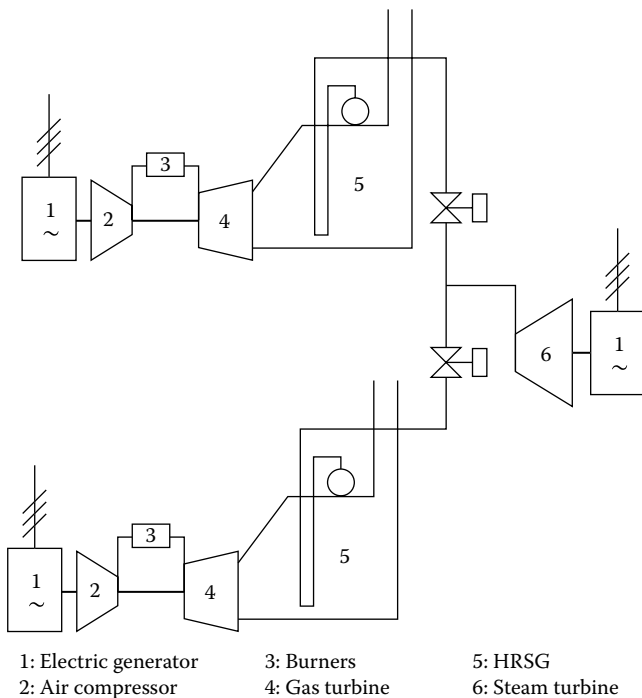 3
5
1
2
4
~
1
6
~
3
5
1
2
4
~
1: Electric generator
3: Burners
5: HRSG
2: Air compressor
4: Gas turbine
6: Steam turbine